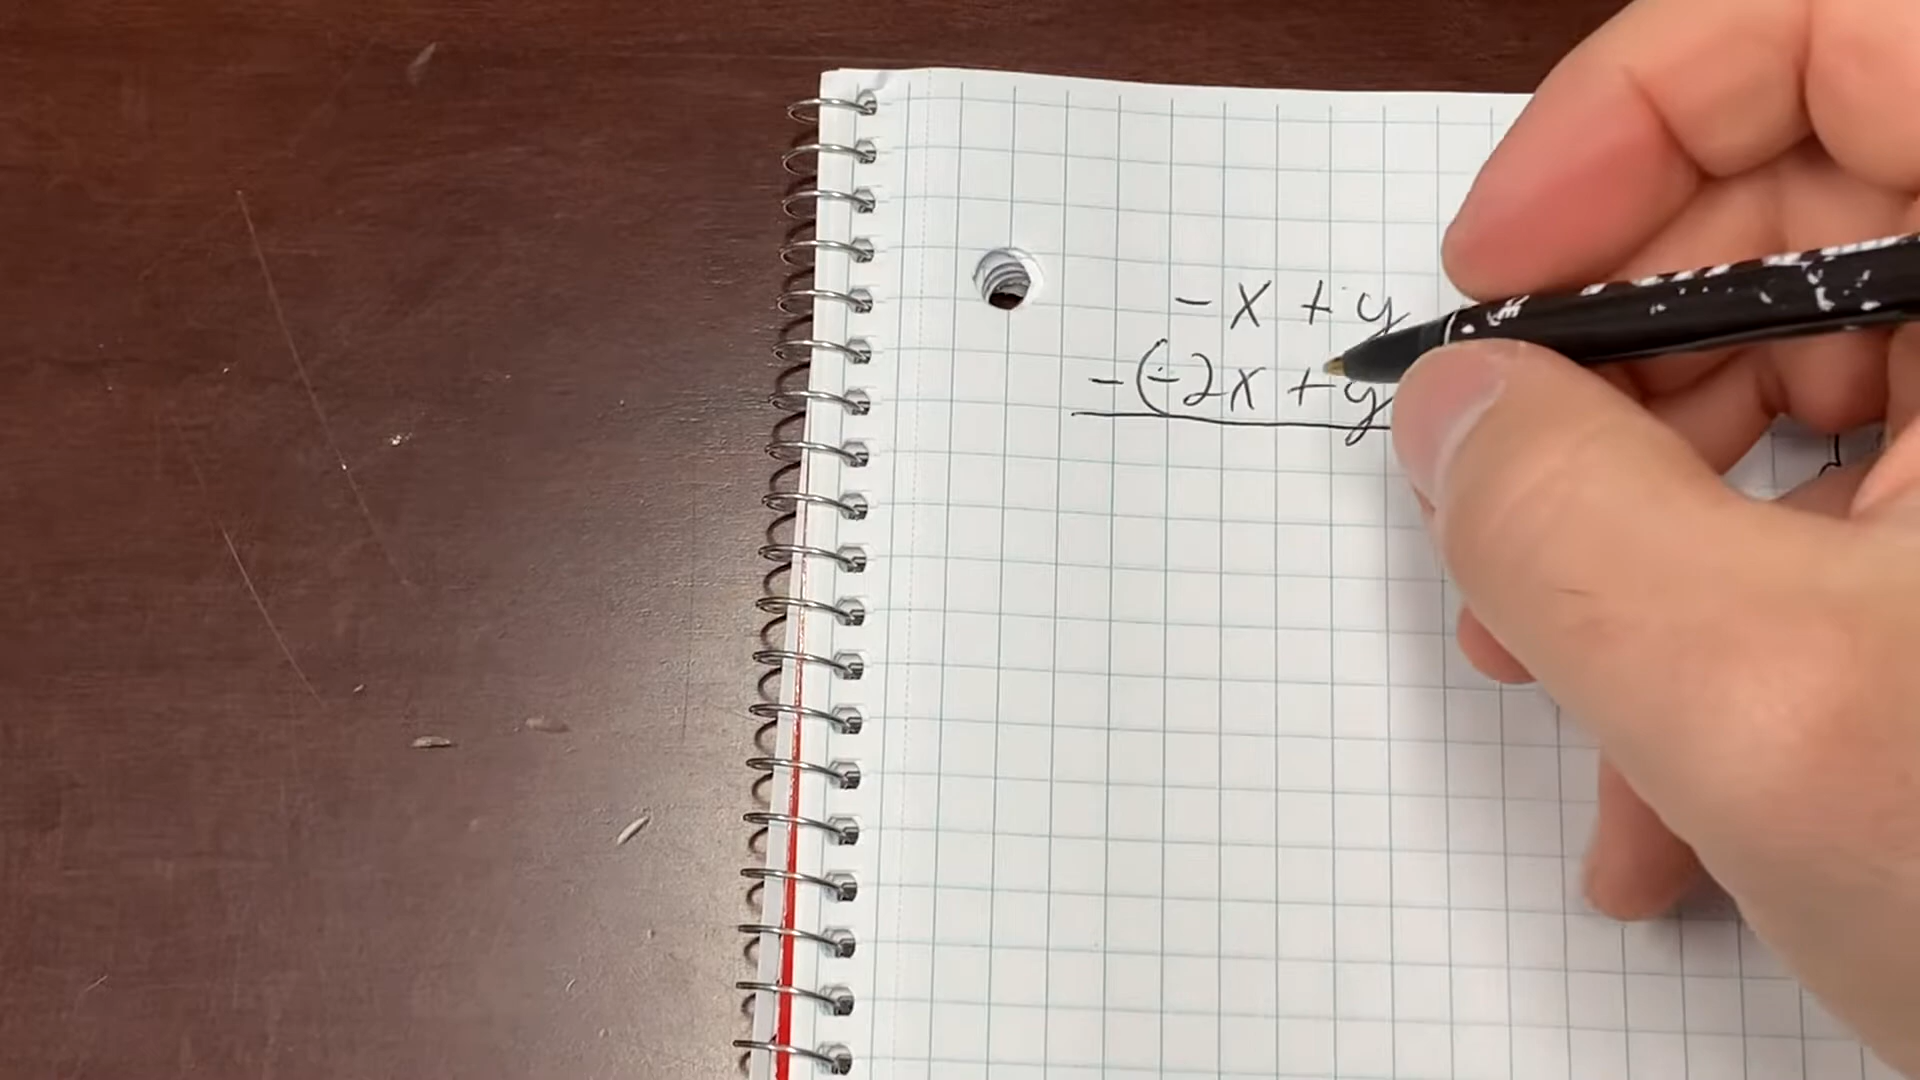 -x + y
-(-2x + y